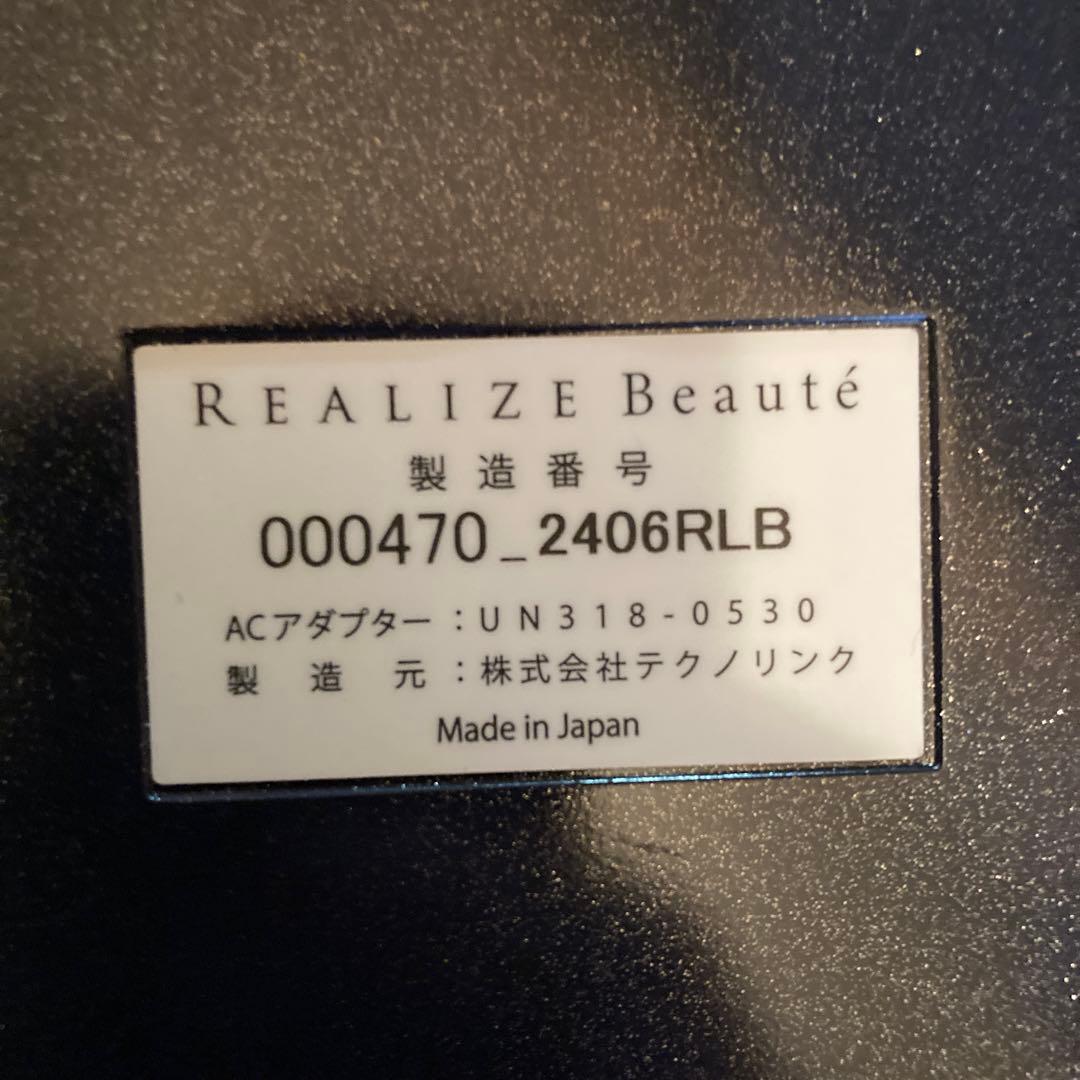 REALIZE Beauté
製造番号
000470_2406RLB
ACアダプター：UN318-0530
製造元：株式会社テクノリンク
Made in Japan